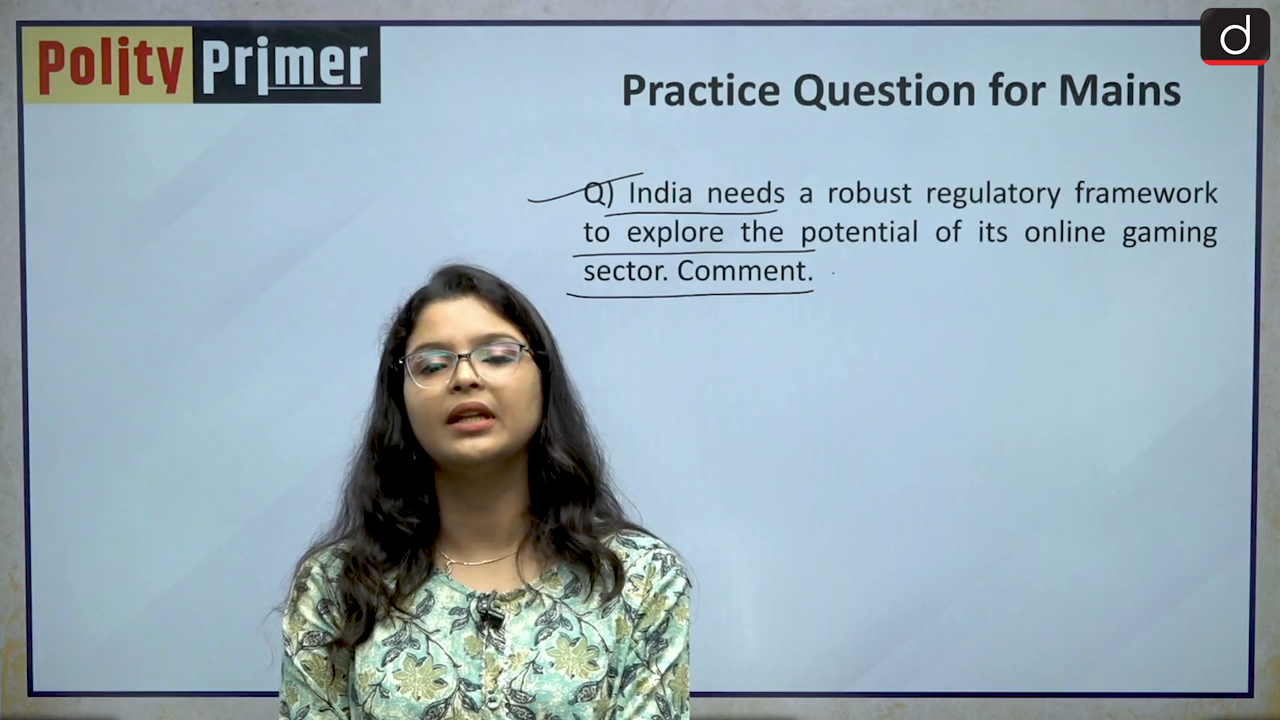 Polity Primer
d
Practice Question for Mains
Q) India needs a robust regulatory framework
to explore the potential of its online gaming
sector. Comment.